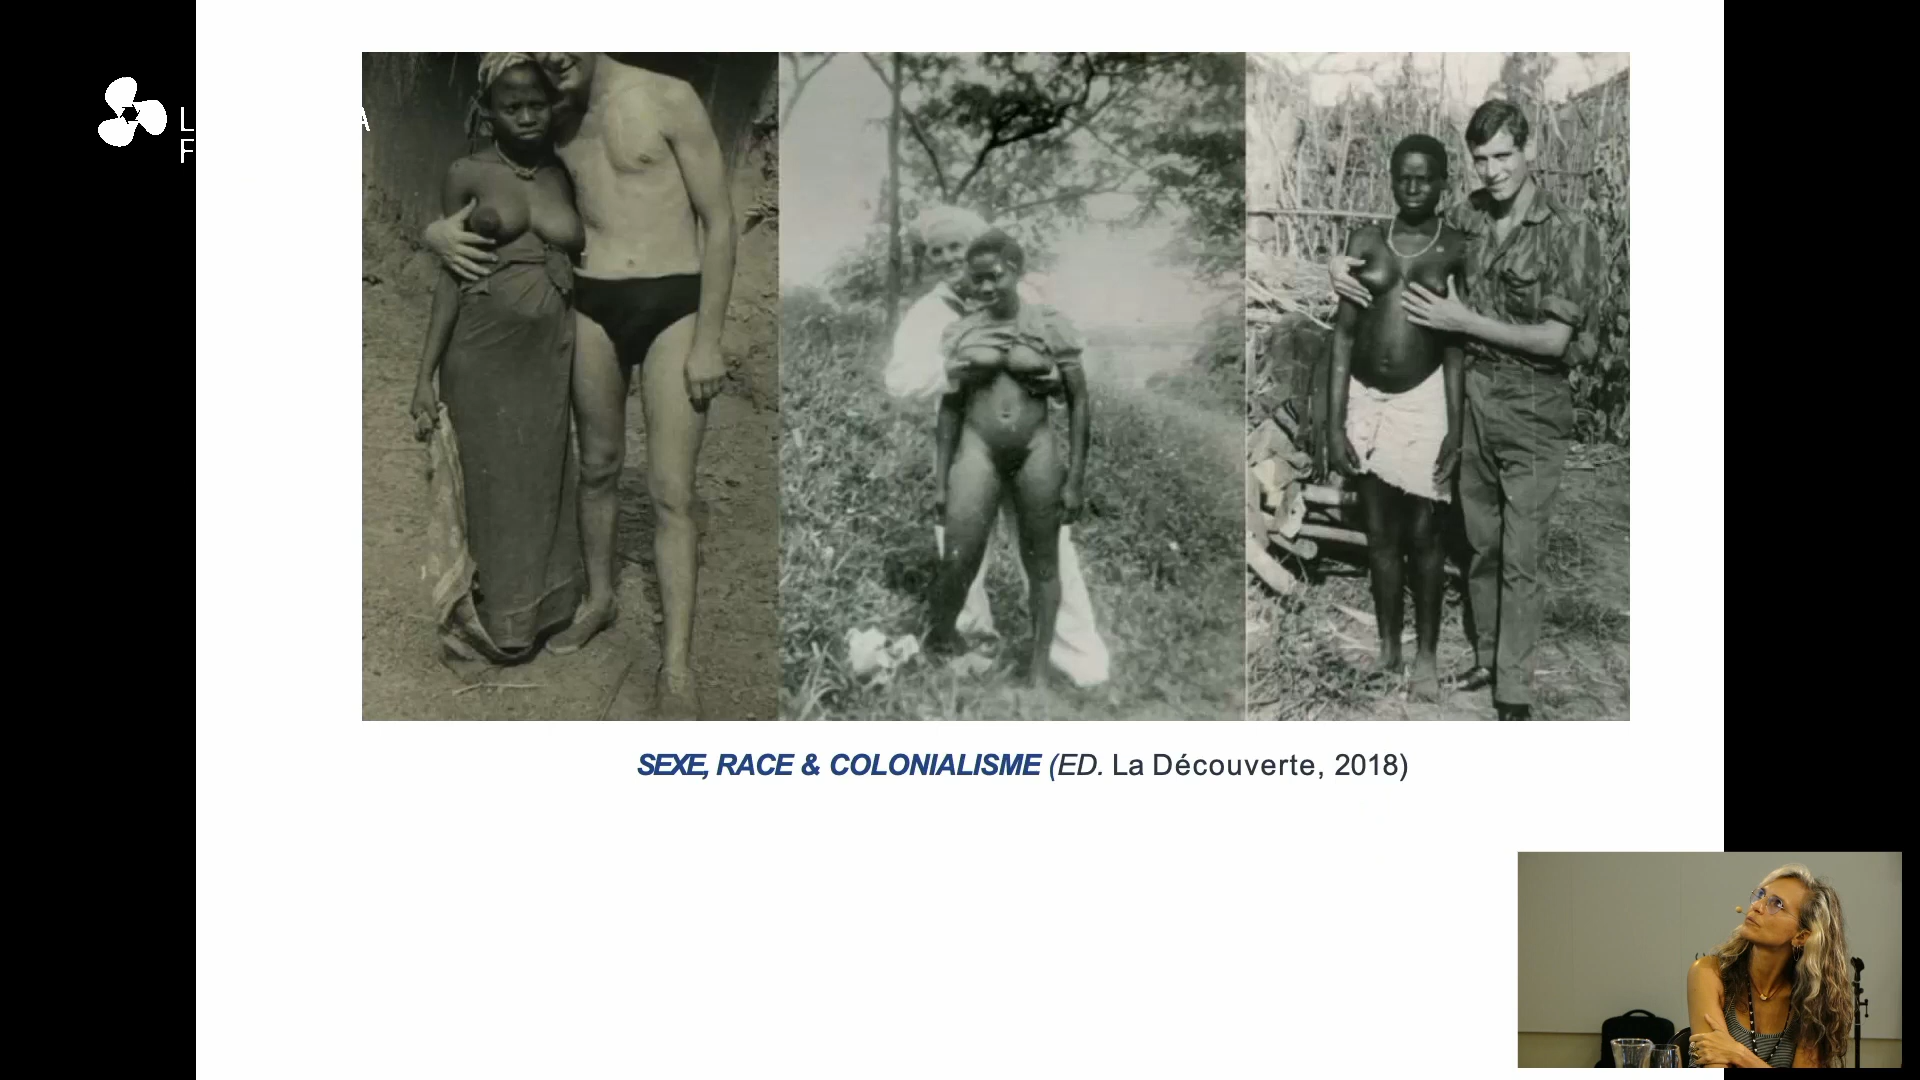 L A
F
SEXE, RACE & COLONIALISME (ED. La Découverte, 2018)